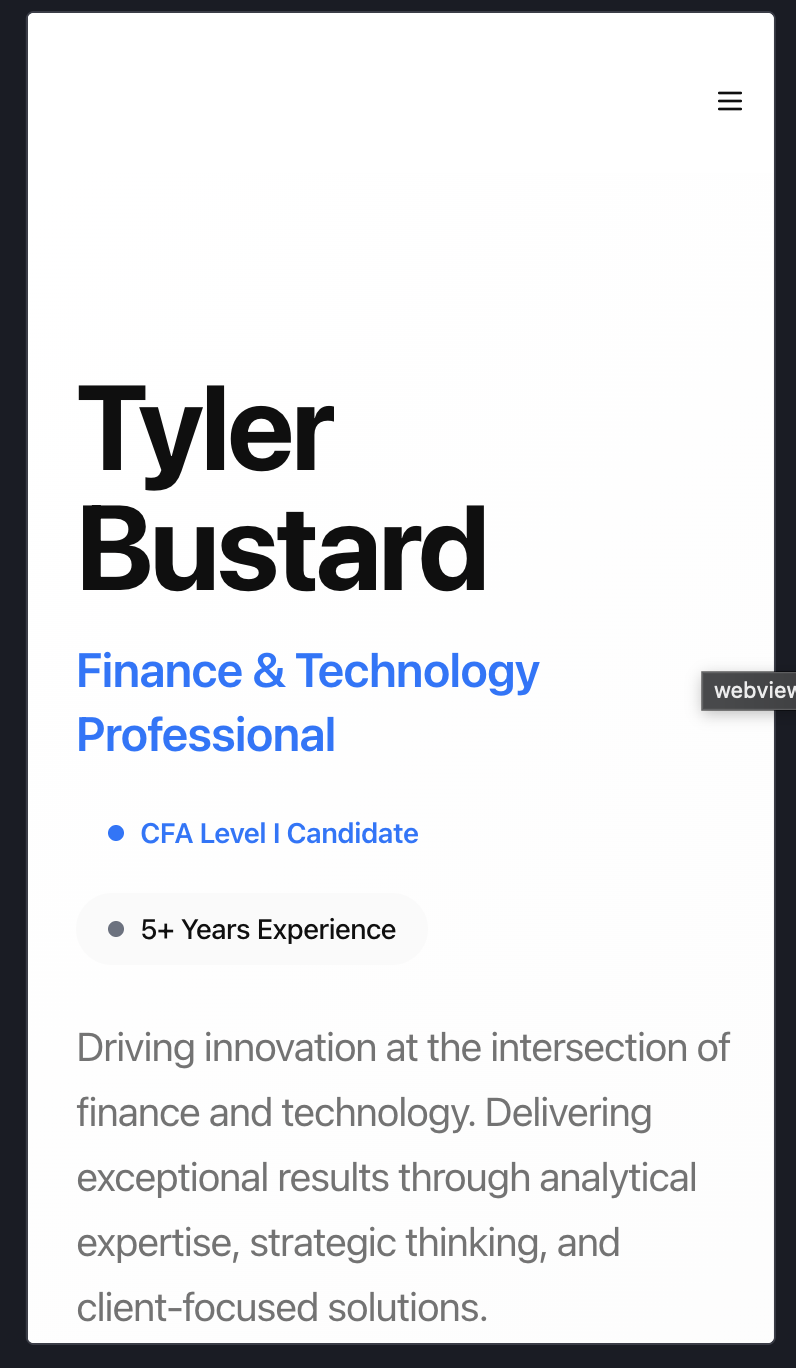 Tyler
Bustard
Finance & Technology
Professional
CFA Level I Candidate
5+ Years Experience
Driving innovation at the intersection of
finance and technology. Delivering
exceptional results through analytical
expertise, strategic thinking, and
client-focused solutions.
webview